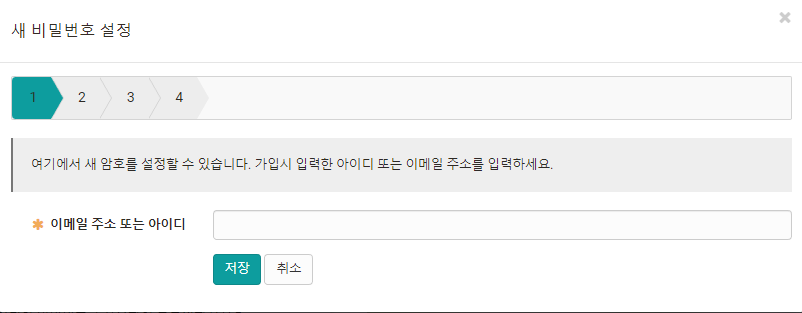 새 비밀번호 설정
×
1 2 3 4
여기에서 새 암호를 설정할 수 있습니다. 가입시 입력한 아이디 또는 이메일 주소를 입력하세요.
✱ 이메일 주소 또는 아이디
저장 취소